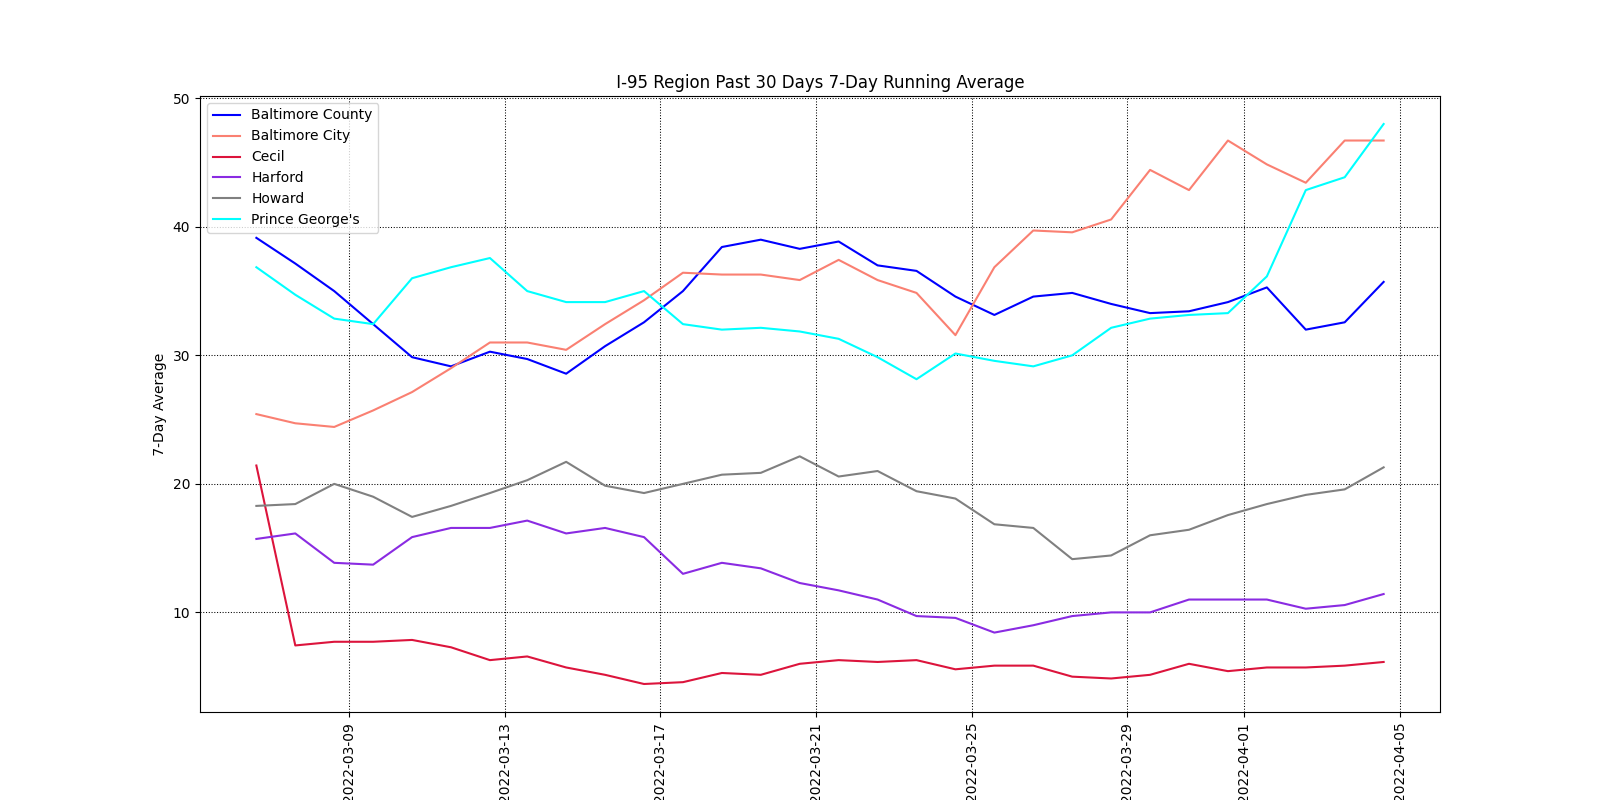 I-95 Region Past 30 Days 7-Day Running Average
50
40
30
20
10
7-Day Average
Baltimore County
Baltimore City
Cecil
Harford
Howard
Prince George's
2022-03-09
2022-03-13
2022-03-17
2022-03-21
2022-03-25
2022-03-29
2022-04-01
2022-04-05